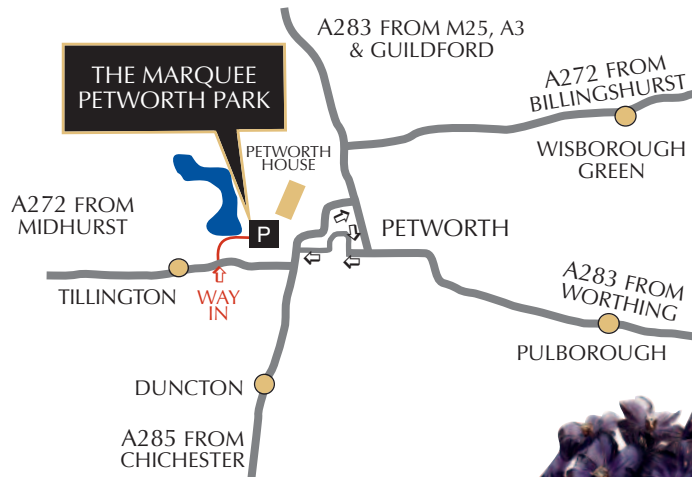 A283 FROM M25, A3
& GUILDFORD
THE MARQUEE
PETWORTH PARK
A272 FROM
BILLINGSHURST
PETWORTH
HOUSE
WISBOROUGH
GREEN
A272 FROM
MIDHURST
P
PETWORTH
TILLINGTON
WAY
IN
A283 FROM
WORTHING
PULBOROUGH
DUNCTON
A285 FROM
CHICHESTER